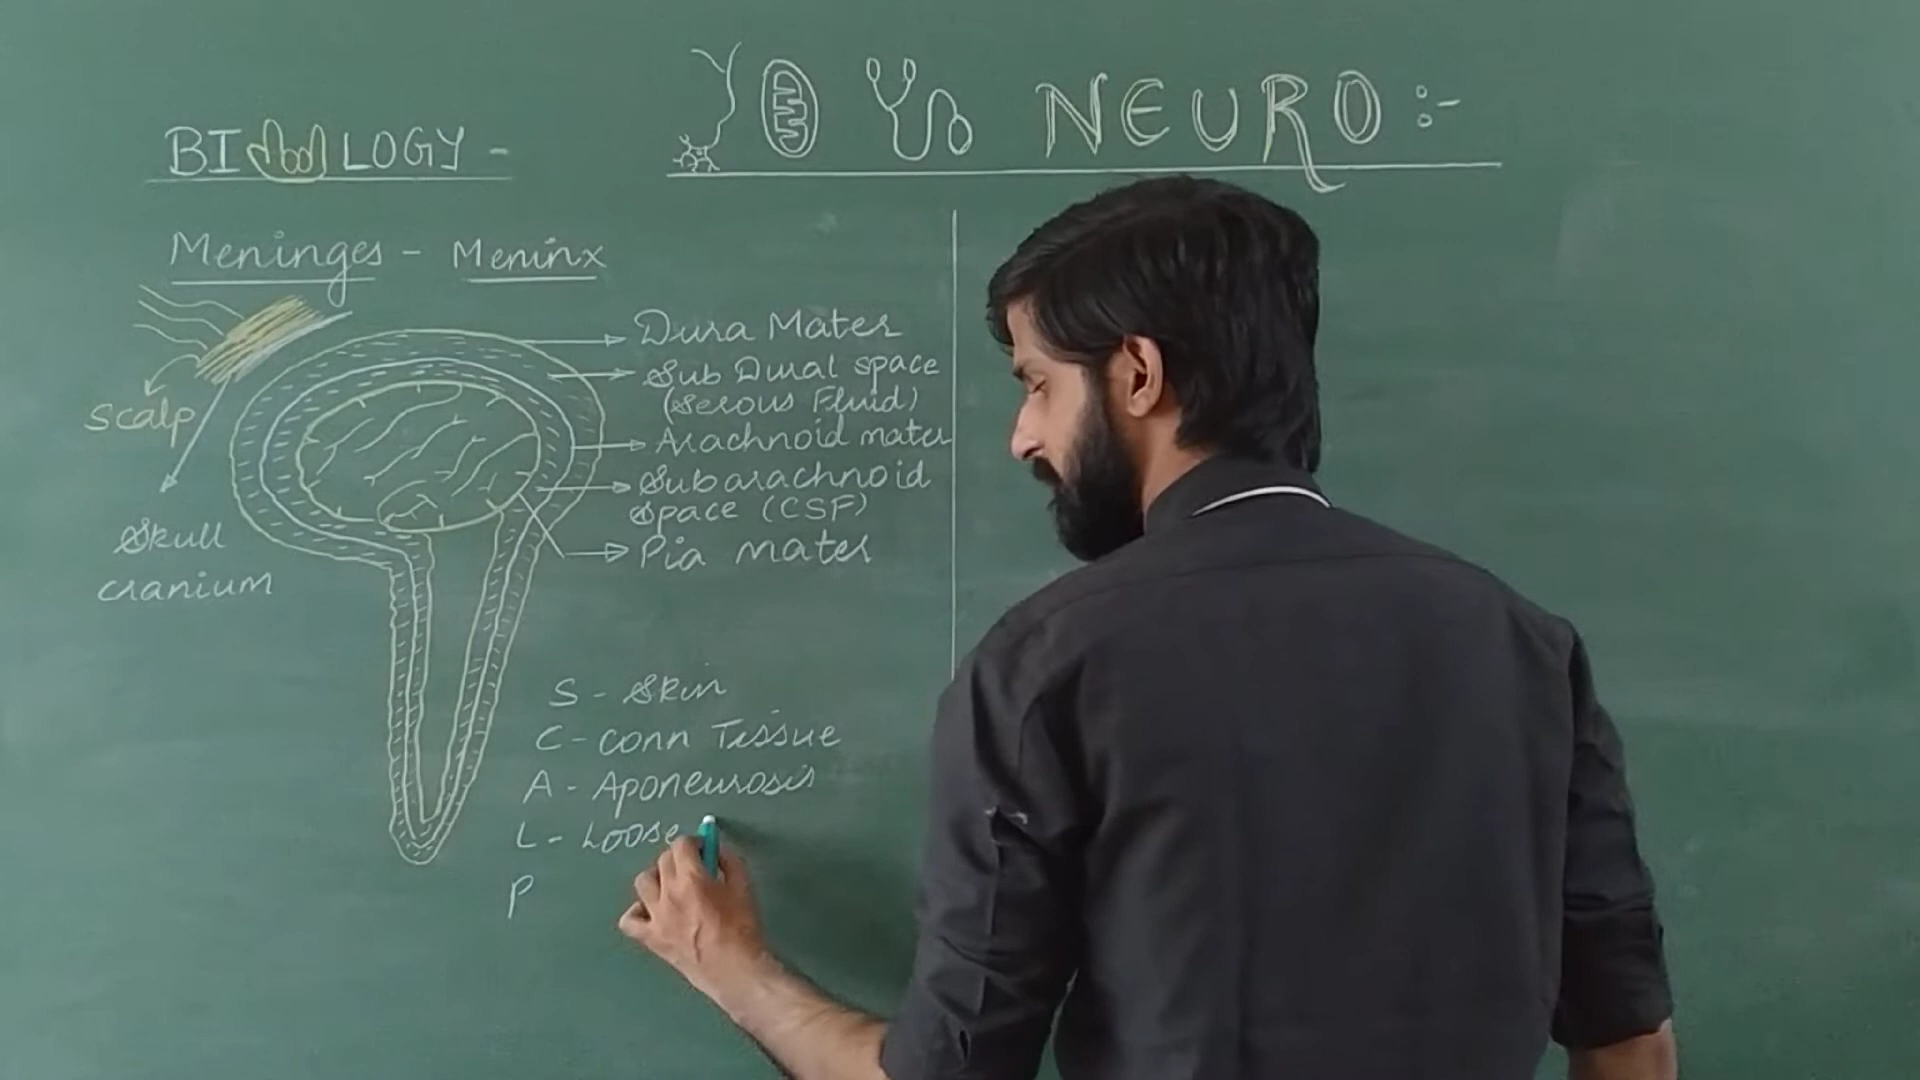 BIOLOGY -
NEURO :-
Meninges - Meninx
Dura Mater
Sub Dural space
(Serous Fluid)
Arachnoid mater
Subarachnoid
space (CSF)
Pia mater
scalp
Skull
cranium
S - Skin
C - Conn Tissue
A - Aponeurosis
L - Loose
P